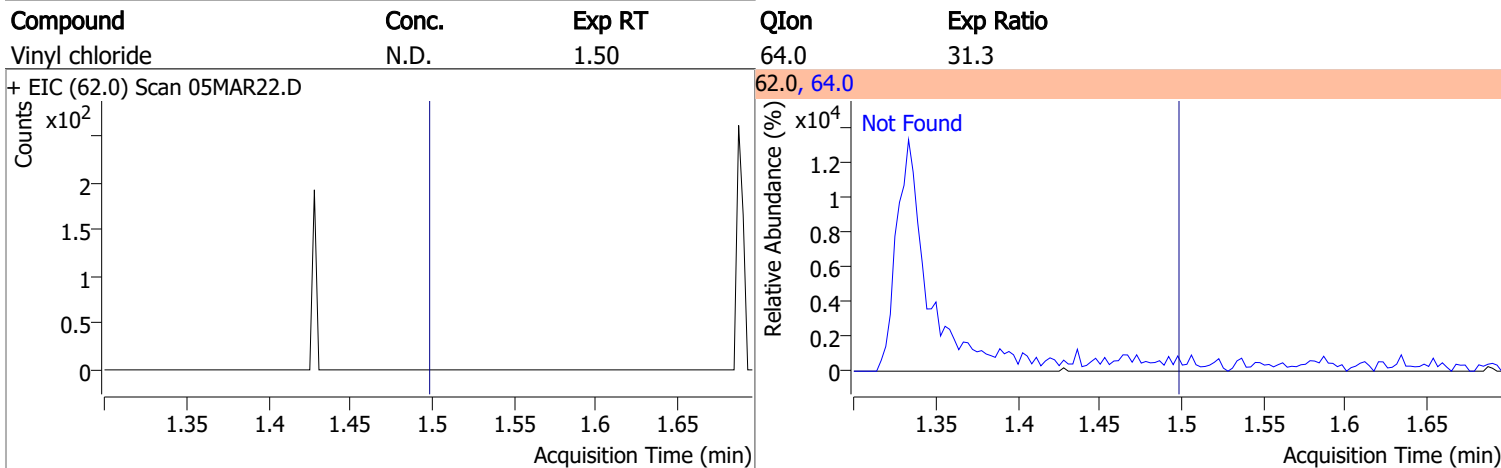 Compound Conc. Exp RT QIon Exp Ratio
Vinyl chloride N.D. 1.50 64.0 31.3
+ EIC (62.0) Scan 05MAR22.D
Counts
x10²
2
1.5
1
0.5
0
1.35 1.4 1.45 1.5 1.55 1.6 1.65
Acquisition Time (min)
62.0, 64.0
Relative Abundance (%)
x10⁴
Not Found
1.2
1
0.8
0.6
0.4
0.2
0
1.35 1.4 1.45 1.5 1.55 1.6 1.65
Acquisition Time (min)